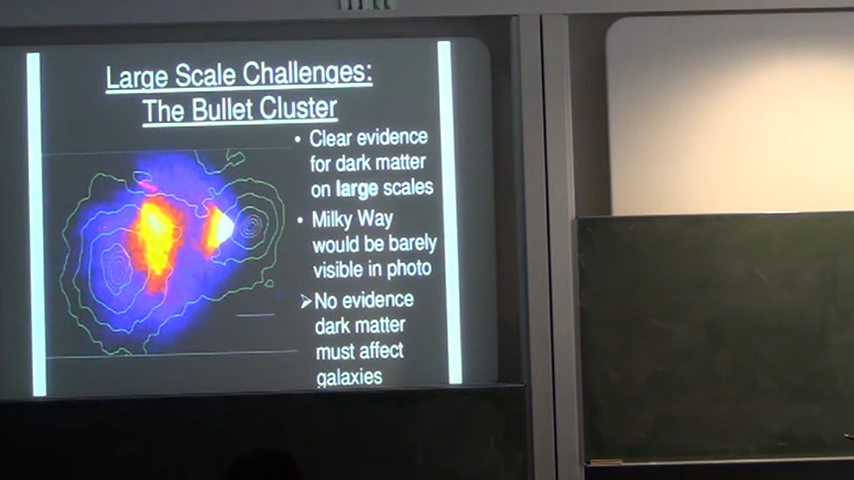 Large Scale Challenges:
The Bullet Cluster
• Clear evidence
for dark matter
on large scales
• Milky Way
would be barely
visible in photo
➢ No evidence
dark matter
must affect
galaxies